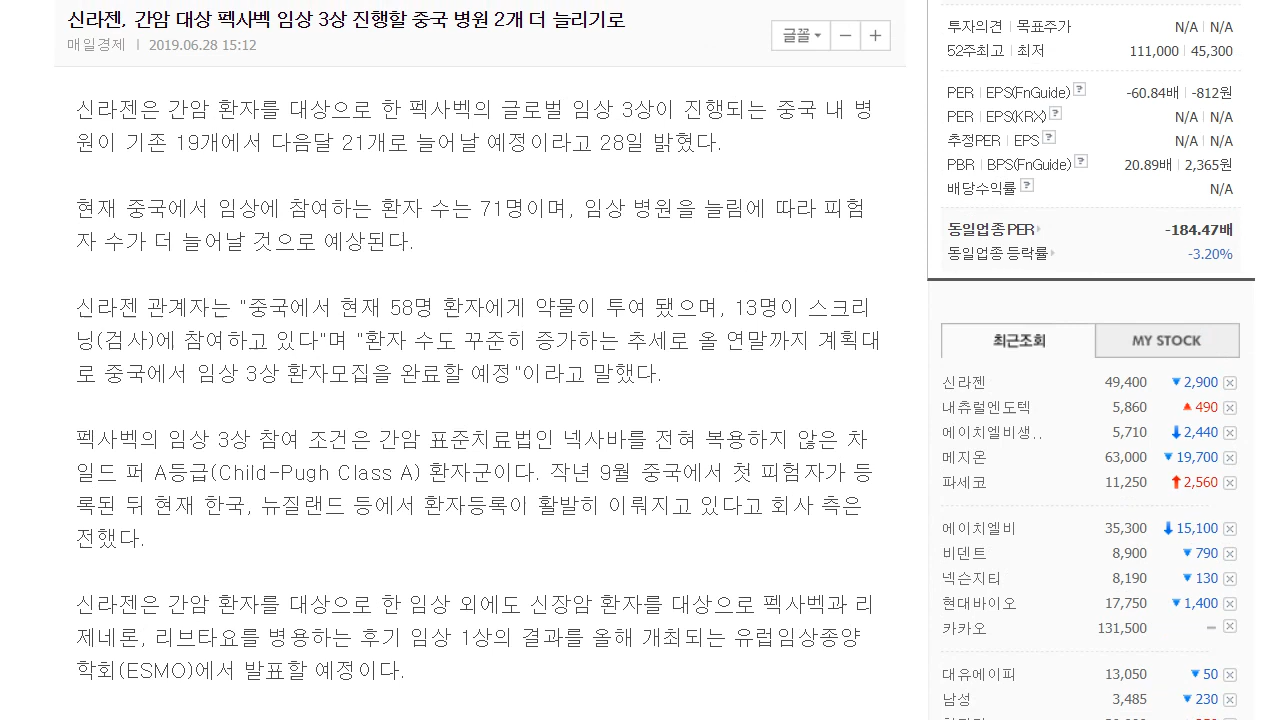 신라젠, 간암 대상 펙사벡 임상 3상 진행할 중국 병원 2개 더 늘리기로
매일경제 | 2019.06.28 15:12
글꼴 − +
신라젠은 간암 환자를 대상으로 한 펙사벡의 글로벌 임상 3상이 진행되는 중국 내 병
원이 기존 19개에서 다음달 21개로 늘어날 예정이라고 28일 밝혔다.
현재 중국에서 임상에 참여하는 환자 수는 71명이며, 임상 병원을 늘림에 따라 피험
자 수가 더 늘어날 것으로 예상된다.
신라젠 관계자는 "중국에서 현재 58명 환자에게 약물이 투여 됐으며, 13명이 스크리
닝(검사)에 참여하고 있다"며 "환자 수도 꾸준히 증가하는 추세로 올 연말까지 계획대
로 중국에서 임상 3상 환자모집을 완료할 예정"이라고 말했다.
펙사벡의 임상 3상 참여 조건은 간암 표준치료법인 넥사바를 전혀 복용하지 않은 차
일드 퍼 A등급(Child-Pugh Class A) 환자군이다. 작년 9월 중국에서 첫 피험자가 등
록된 뒤 현재 한국, 뉴질랜드 등에서 환자등록이 활발히 이뤄지고 있다고 회사 측은
전했다.
신라젠은 간암 환자를 대상으로 한 임상 외에도 신장암 환자를 대상으로 펙사벡과 리
제네론, 리브타요를 병용하는 후기 임상 1상의 결과를 올해 개최되는 유럽임상종양
학회(ESMO)에서 발표할 예정이다.
투자의견 | 목표주가 N/A | N/A
52주최고 | 최저 111,000 | 45,300
PER | EPS(FnGuide) ? -60.84배 | -812원
PER | EPS(KRX) ? N/A | N/A
추정PER | EPS ? N/A | N/A
PBR | BPS(FnGuide) ? 20.89배 | 2,365원
배당수익률 ? N/A
동일업종 PER -184.47배
동일업종 등락률 -3.20%
최근조회 MY STOCK
신라젠 49,400 ▼2,900
내츄럴엔도텍 5,860 ▲490
에이치엘비생.. 5,710 ⬇2,440
메지온 63,000 ▼19,700
파세코 11,250 ⬆2,560
에이치엘비 35,300 ⬇15,100
비덴트 8,900 ▼790
넥슨지티 8,190 ▼130
현대바이오 17,750 ▼1,400
카카오 131,500 −
대유에이피 13,050 ▼50
남성 3,485 ▼230